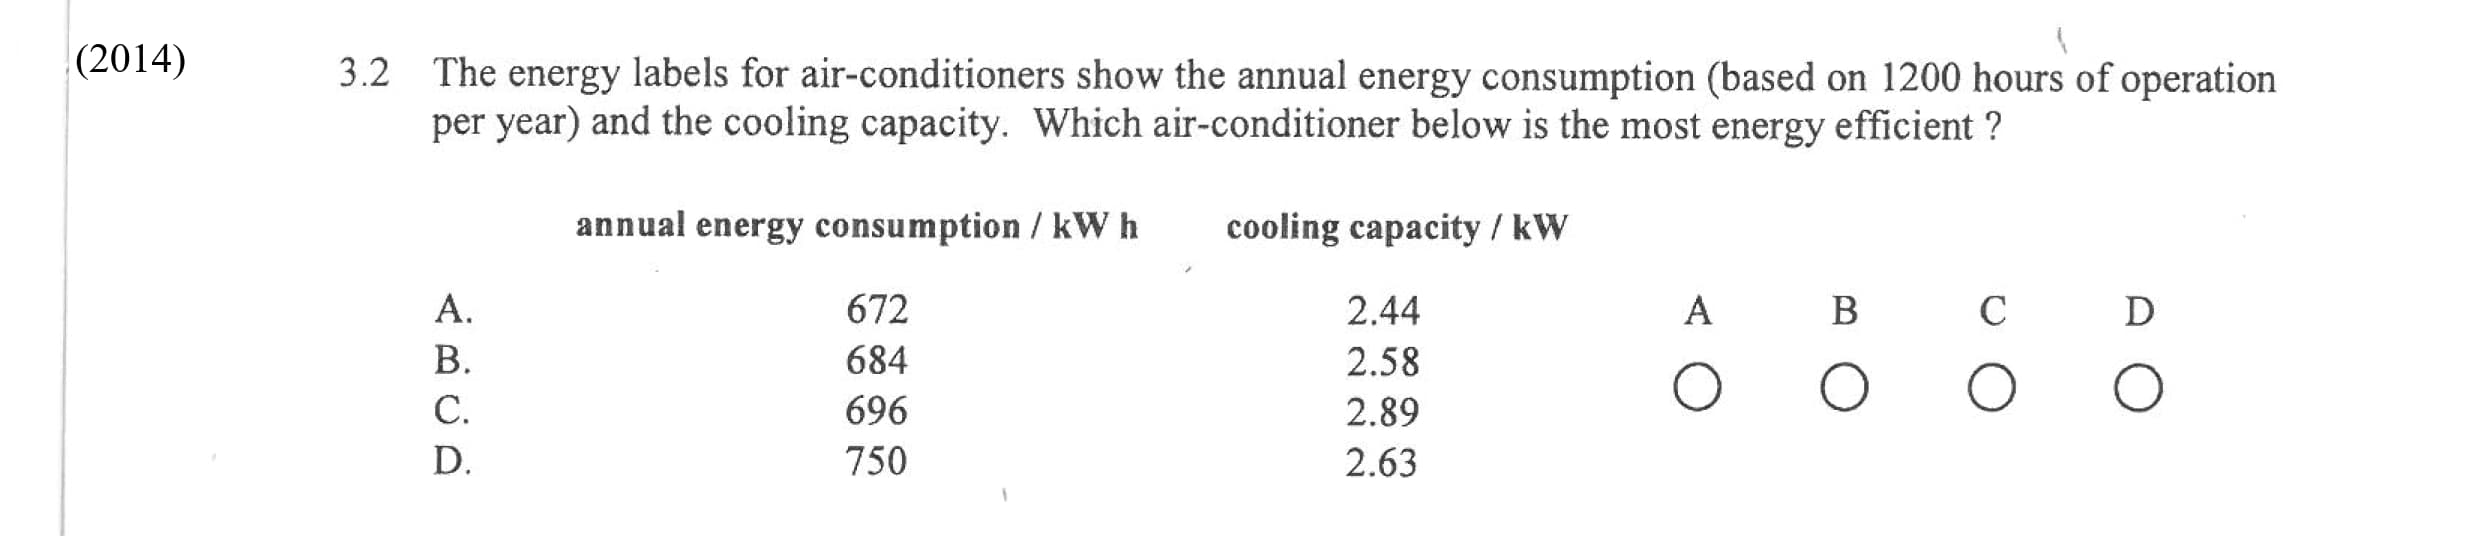 (2014)
3.2 The energy labels for air-conditioners show the annual energy consumption (based on 1200 hours of operation
per year) and the cooling capacity. Which air-conditioner below is the most energy efficient ?
annual energy consumption / kW h cooling capacity / kW
A. 672 2.44 A B C D
B. 684 2.58
C. 696 2.89
D. 750 2.63